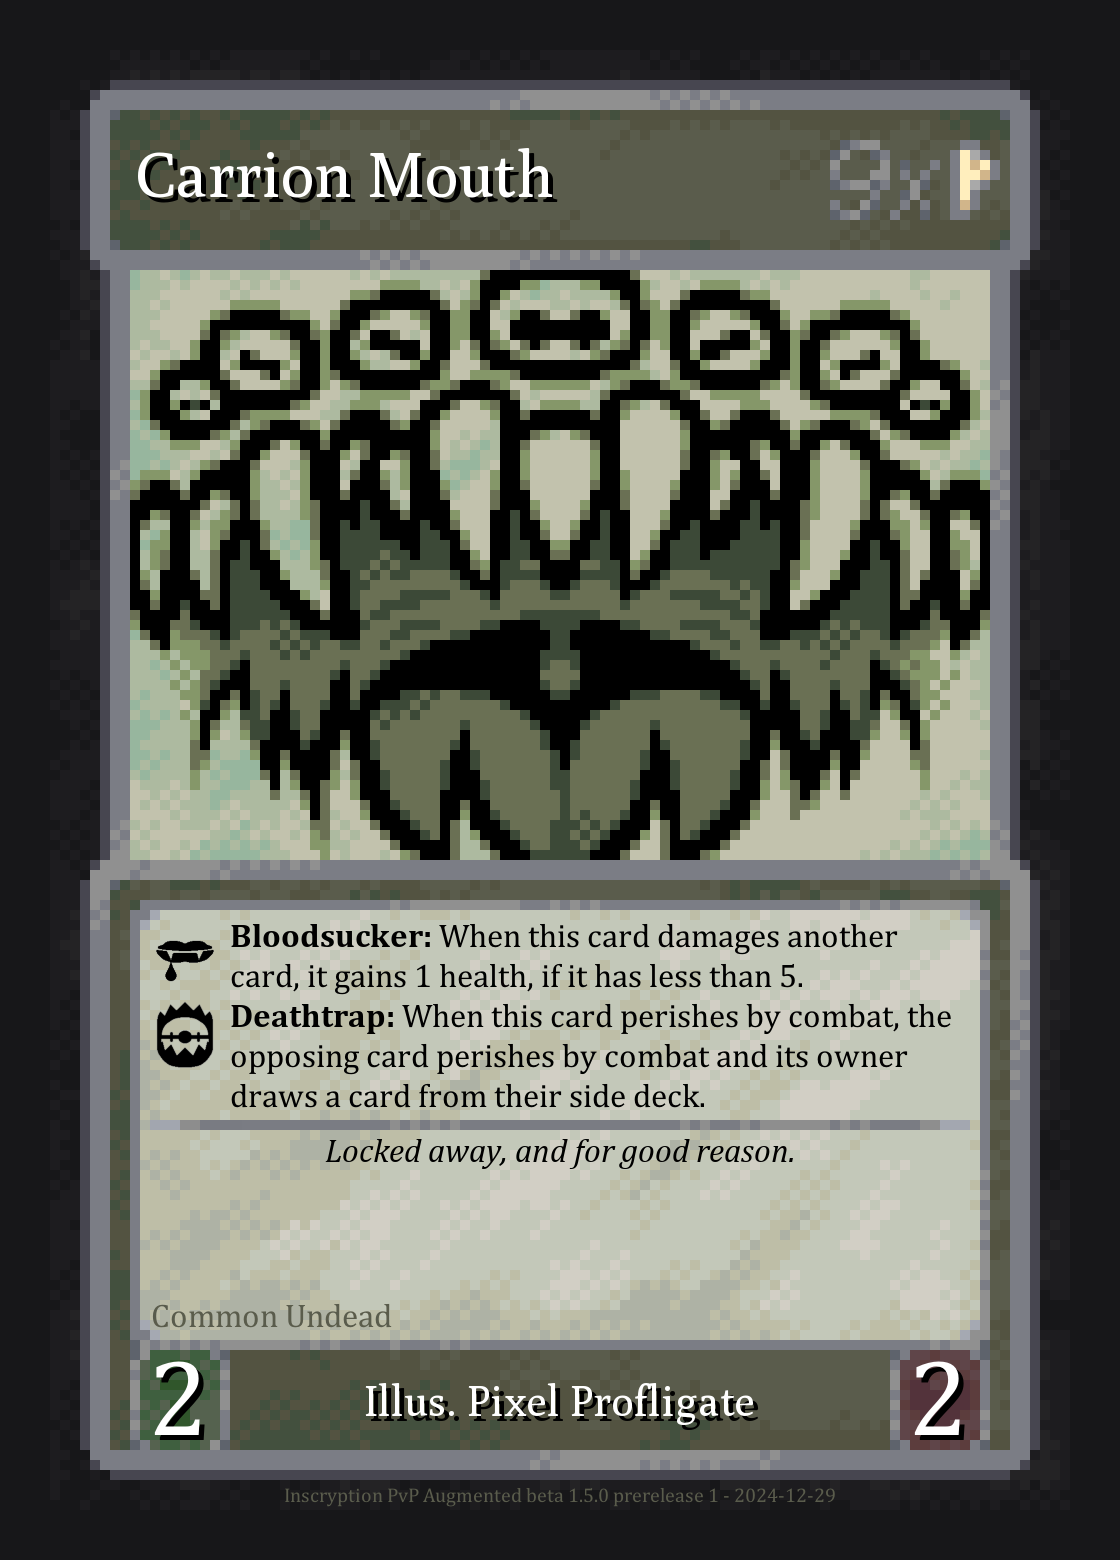 Carrion Mouth
9x
Bloodsucker: When this card damages another
card, it gains 1 health, if it has less than 5.
Deathtrap: When this card perishes by combat, the
opposing card perishes by combat and its owner
draws a card from their side deck.
Locked away, and for good reason.
Common Undead
2
Illus. Pixel Profligate
2
Inscryption PvP Augmented beta 1.5.0 prerelease 1 - 2024-12-29